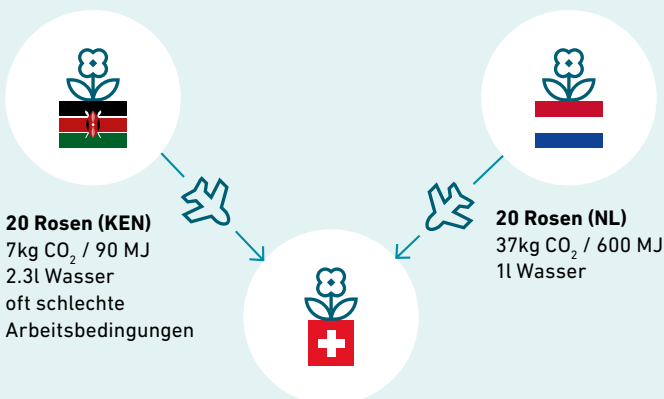 20 Rosen (KEN)
7kg CO₂ / 90 MJ
2.3l Wasser
oft schlechte
Arbeitsbedingungen
20 Rosen (NL)
37kg CO₂ / 600 MJ
1l Wasser